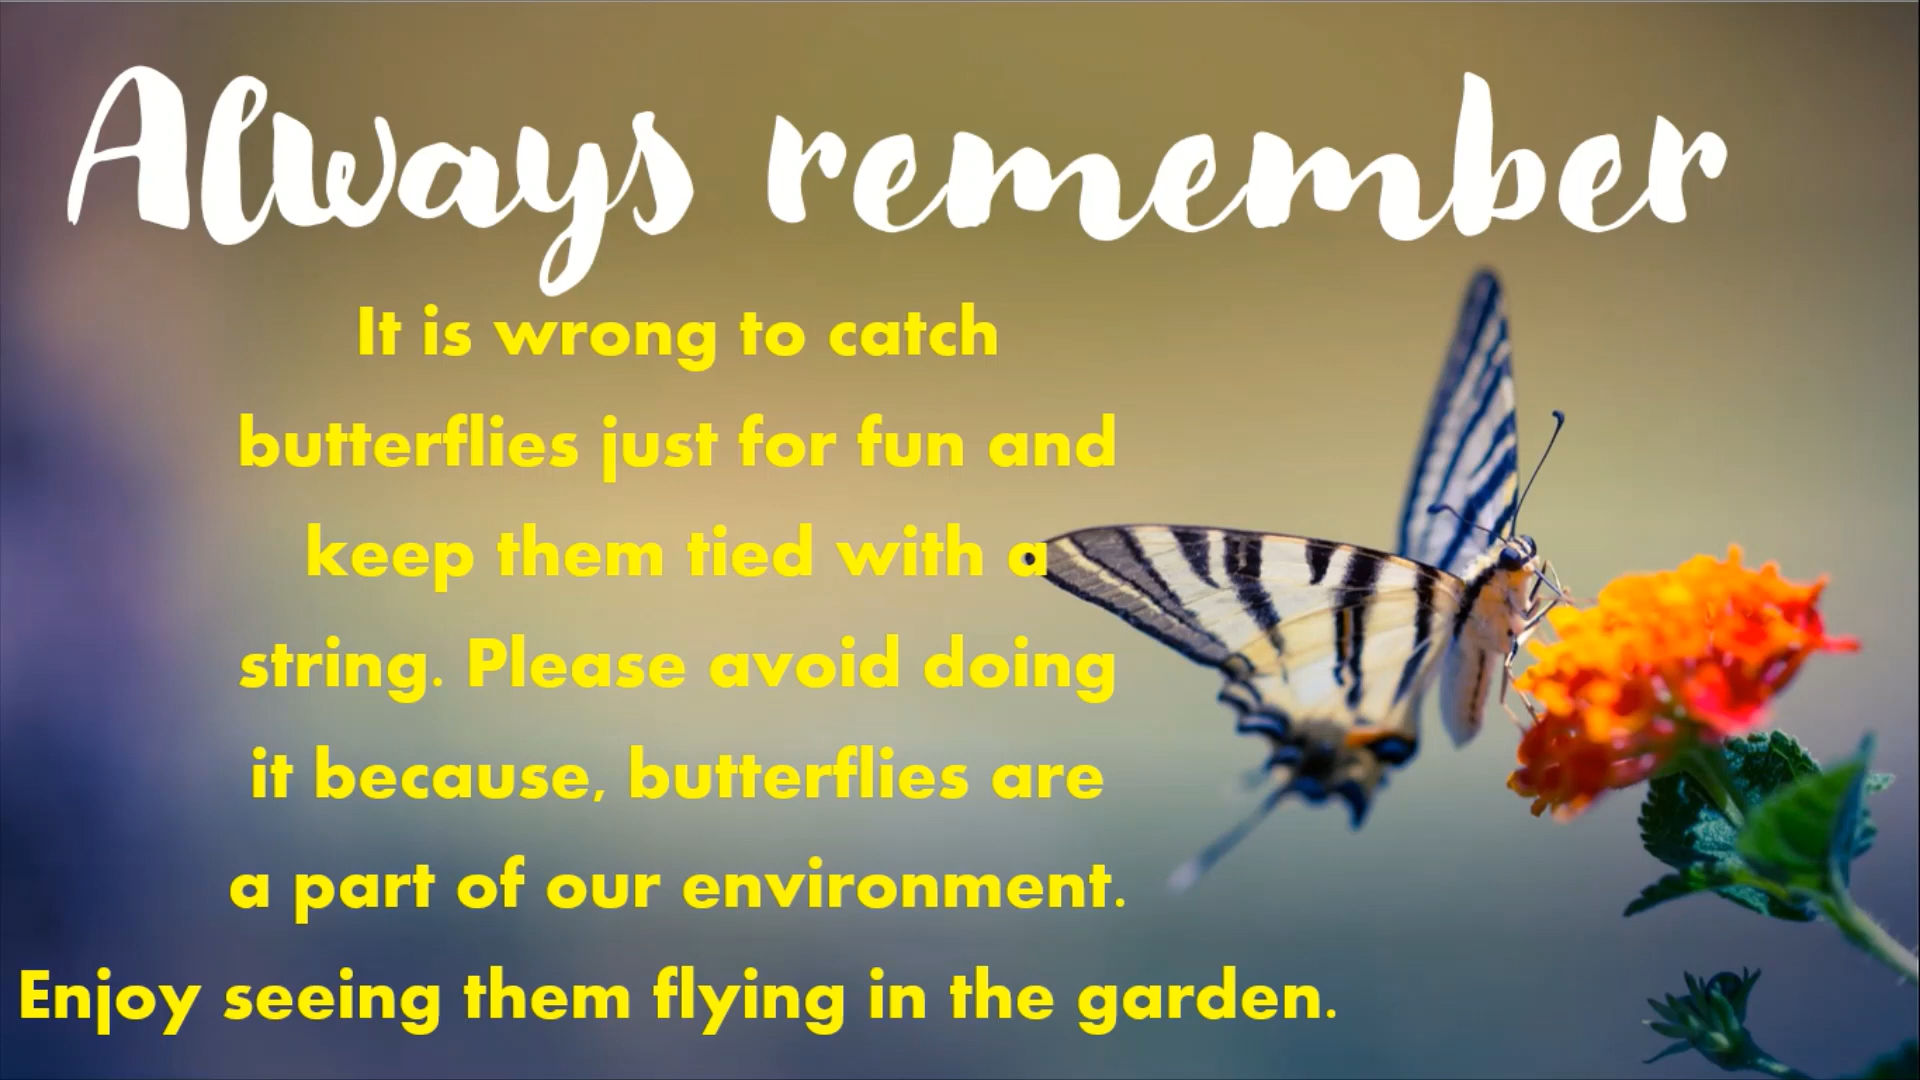 Always remember
It is wrong to catch
butterflies just for fun and
keep them tied with a
string. Please avoid doing
it because, butterflies are
a part of our environment.
Enjoy seeing them flying in the garden.